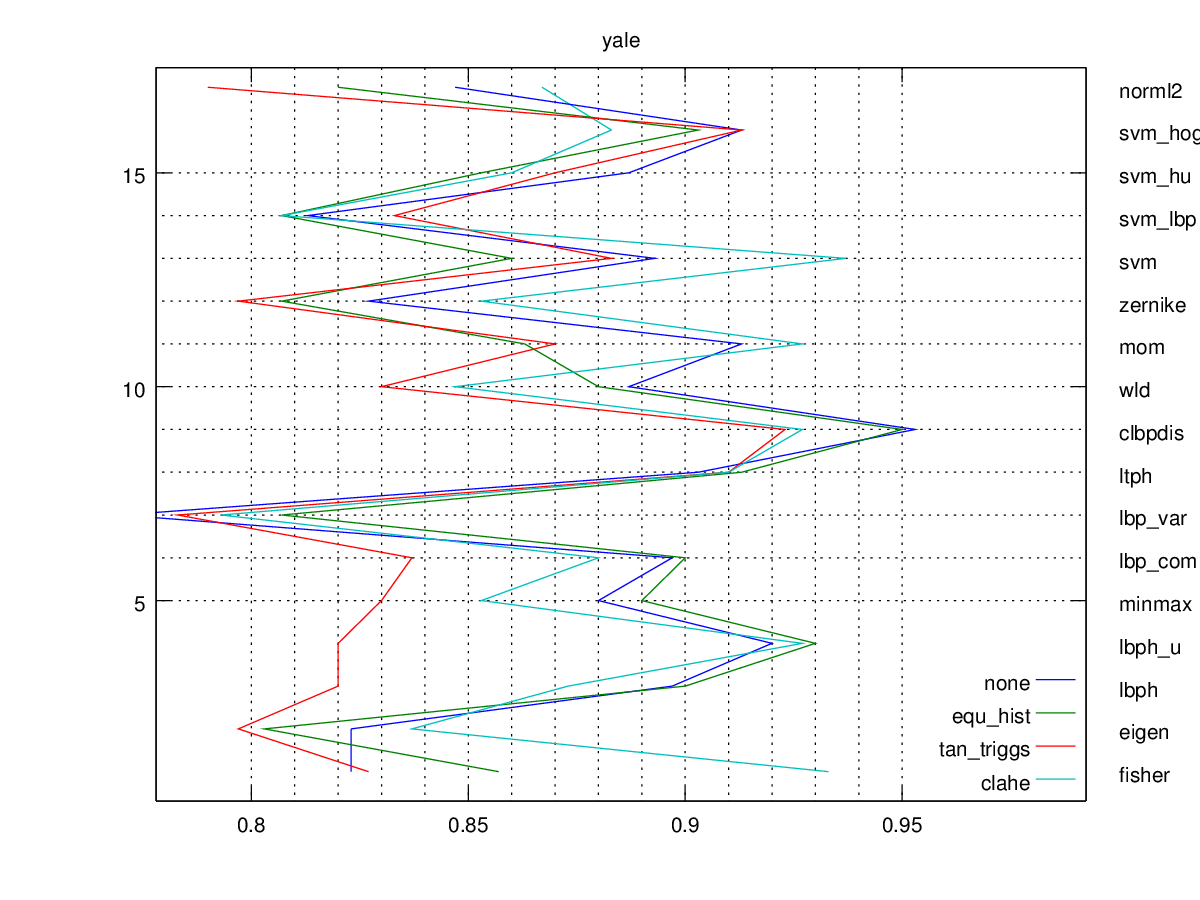 yale
norml2
svm_hog
15
svm_hu
svm_lbp
svm
zernike
mom
10
wld
clbpdis
ltph
lbp_var
lbp_com
5
minmax
lbph_u
none
lbph
equ_hist
eigen
tan_triggs
clahe
fisher
0.8
0.85
0.9
0.95